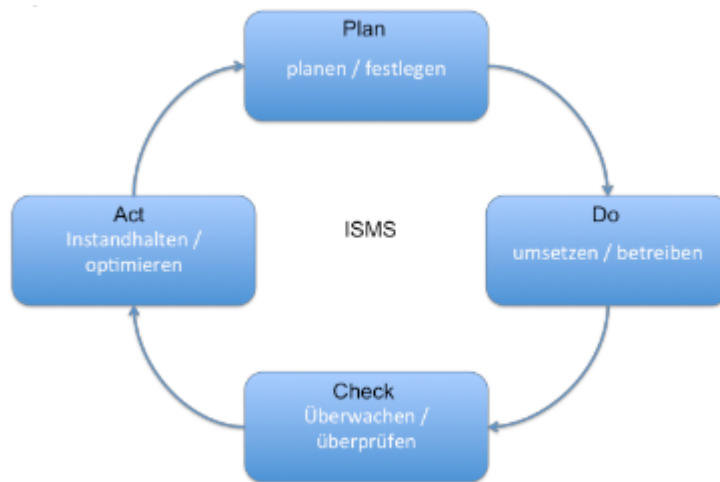 Plan
planen / festlegen
Act
Instandhalten /
optimieren
ISMS
Do
umsetzen / betreiben
Check
Überwachen /
überprüfen